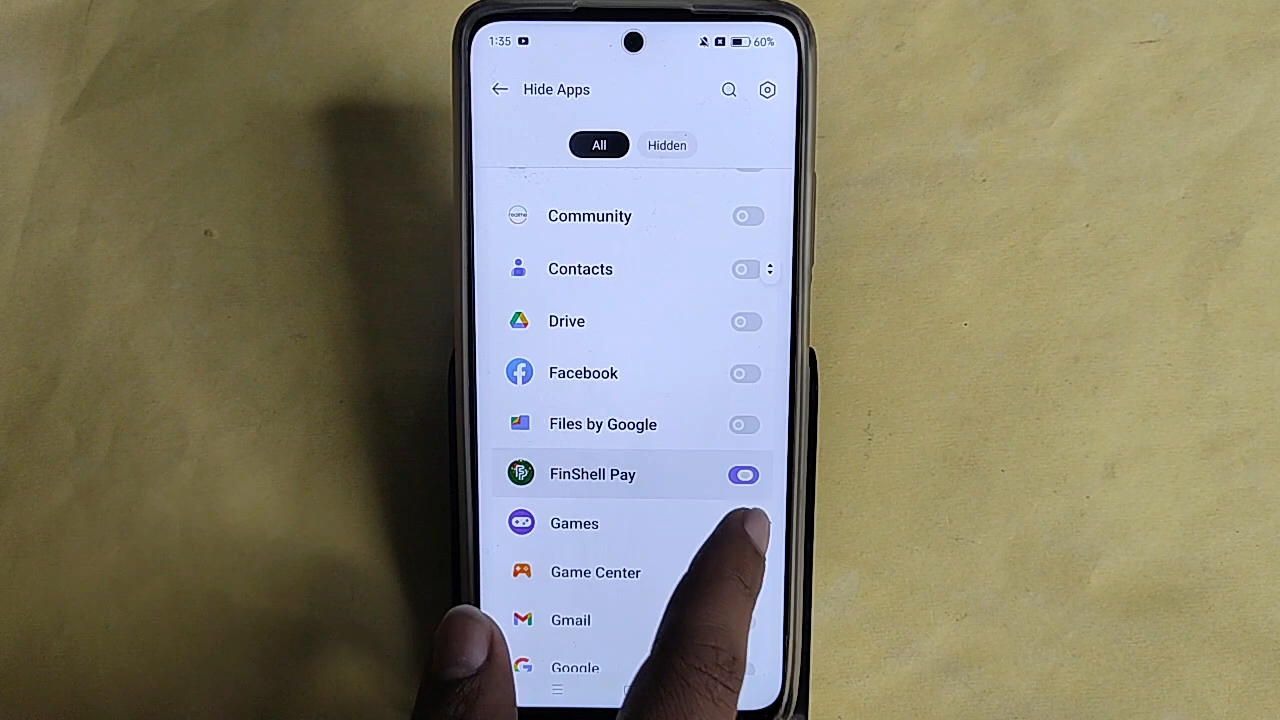 1:35 60%
Hide Apps
All Hidden
realme Community
Contacts
Drive
Facebook
Files by Google
FinShell Pay
Games
Game Center
Gmail
Google